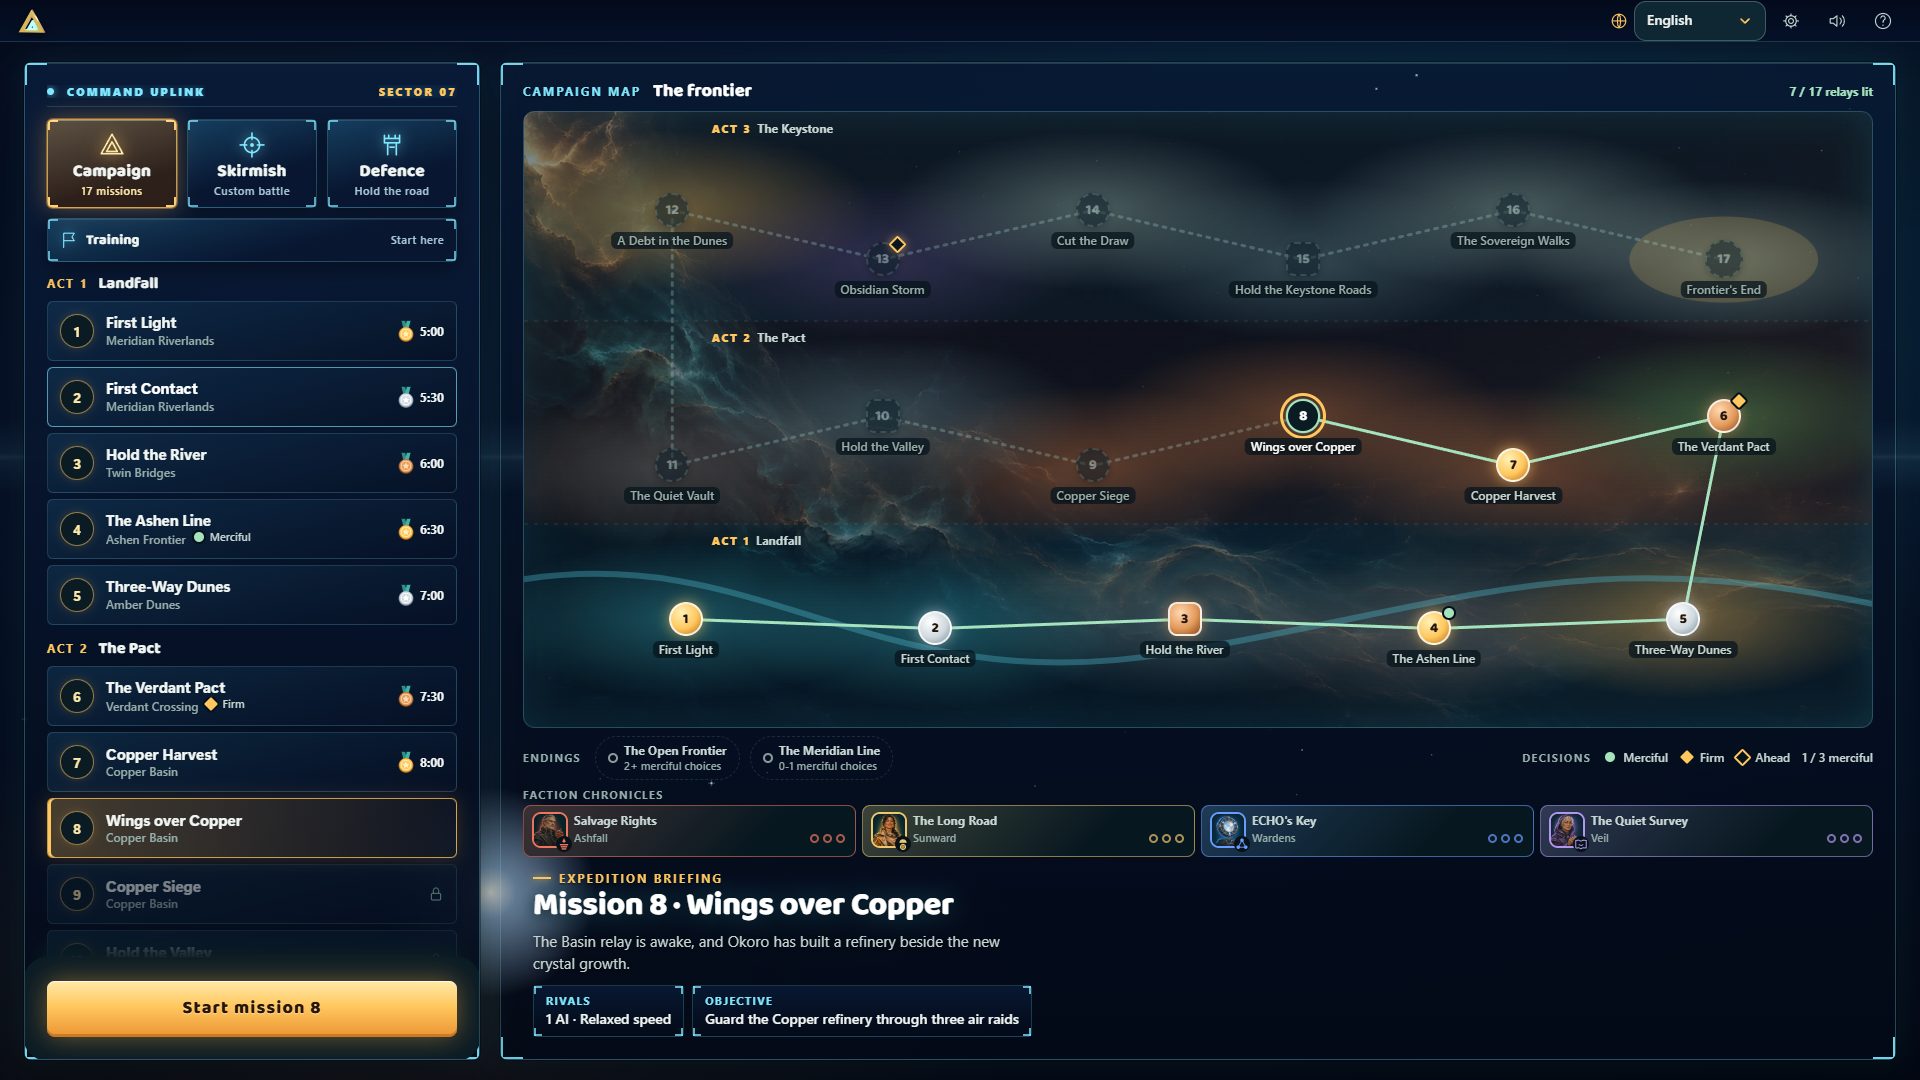 English
COMMAND UPLINK
SECTOR 07
Campaign
17 missions
Skirmish
Custom battle
Defence
Hold the road
Training
Start here
ACT 1 Landfall
1
First Light
Meridian Riverlands
5:00
2
First Contact
Meridian Riverlands
5:30
3
Hold the River
Twin Bridges
6:00
4
The Ashen Line
Ashen Frontier
Merciful
6:30
5
Three-Way Dunes
Amber Dunes
7:00
ACT 2 The Pact
6
The Verdant Pact
Verdant Crossing
Firm
7:30
7
Copper Harvest
Copper Basin
8:00
8
Wings over Copper
Copper Basin
9
Copper Siege
Copper Basin
Hold the Valley
Start mission 8
CAMPAIGN MAP The frontier
7 / 17 relays lit
ACT 3 The Keystone
12
A Debt in the Dunes
13
Obsidian Storm
14
Cut the Draw
15
Hold the Keystone Roads
16
The Sovereign Walks
17
Frontier's End
ACT 2 The Pact
11
The Quiet Vault
10
Hold the Valley
9
Copper Siege
8
Wings over Copper
7
Copper Harvest
6
The Verdant Pact
ACT 1 Landfall
1
First Light
2
First Contact
3
Hold the River
4
The Ashen Line
5
Three-Way Dunes
ENDINGS
The Open Frontier
2+ merciful choices
The Meridian Line
0-1 merciful choices
DECISIONS
Merciful
Firm
Ahead
1 / 3 merciful
FACTION CHRONICLES
Salvage Rights
Ashfall
The Long Road
Sunward
ECHO's Key
Wardens
The Quiet Survey
Veil
EXPEDITION BRIEFING
Mission 8 · Wings over Copper
The Basin relay is awake, and Okoro has built a refinery beside the new
crystal growth.
RIVALS
1 AI · Relaxed speed
OBJECTIVE
Guard the Copper refinery through three air raids